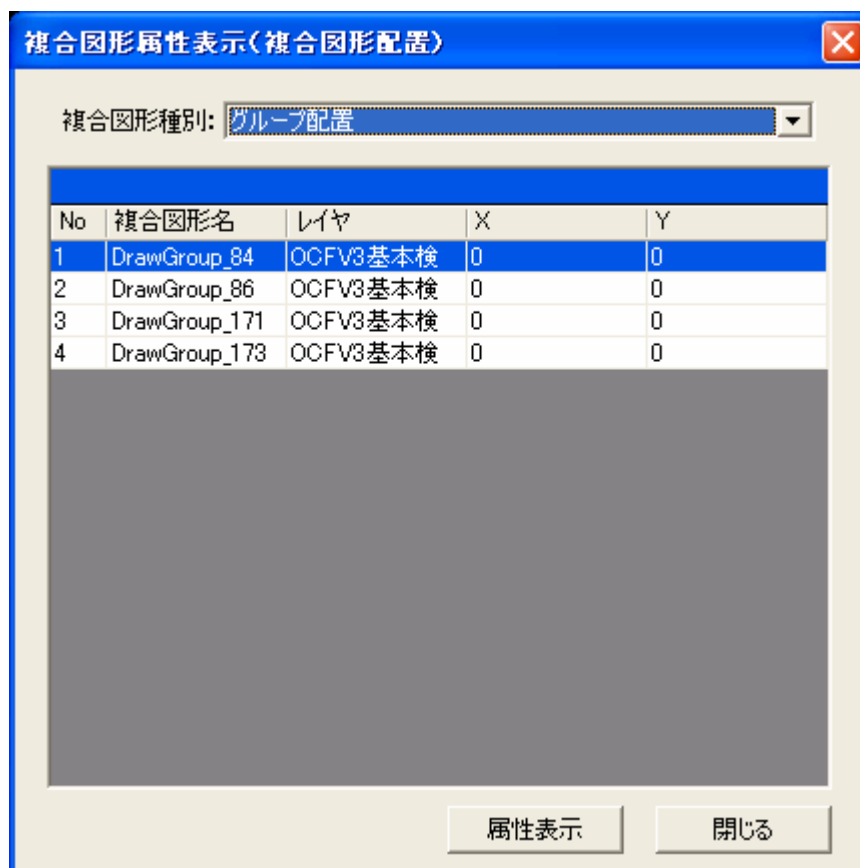 複合図形属性表示(複合図形配置)
複合図形種別: グループ配置
No 複合図形名 レイヤ X Y
1 DrawGroup_84 OCFV3基本検 0 0
2 DrawGroup_86 OCFV3基本検 0 0
3 DrawGroup_171 OCFV3基本検 0 0
4 DrawGroup_173 OCFV3基本検 0 0
属性表示 閉じる